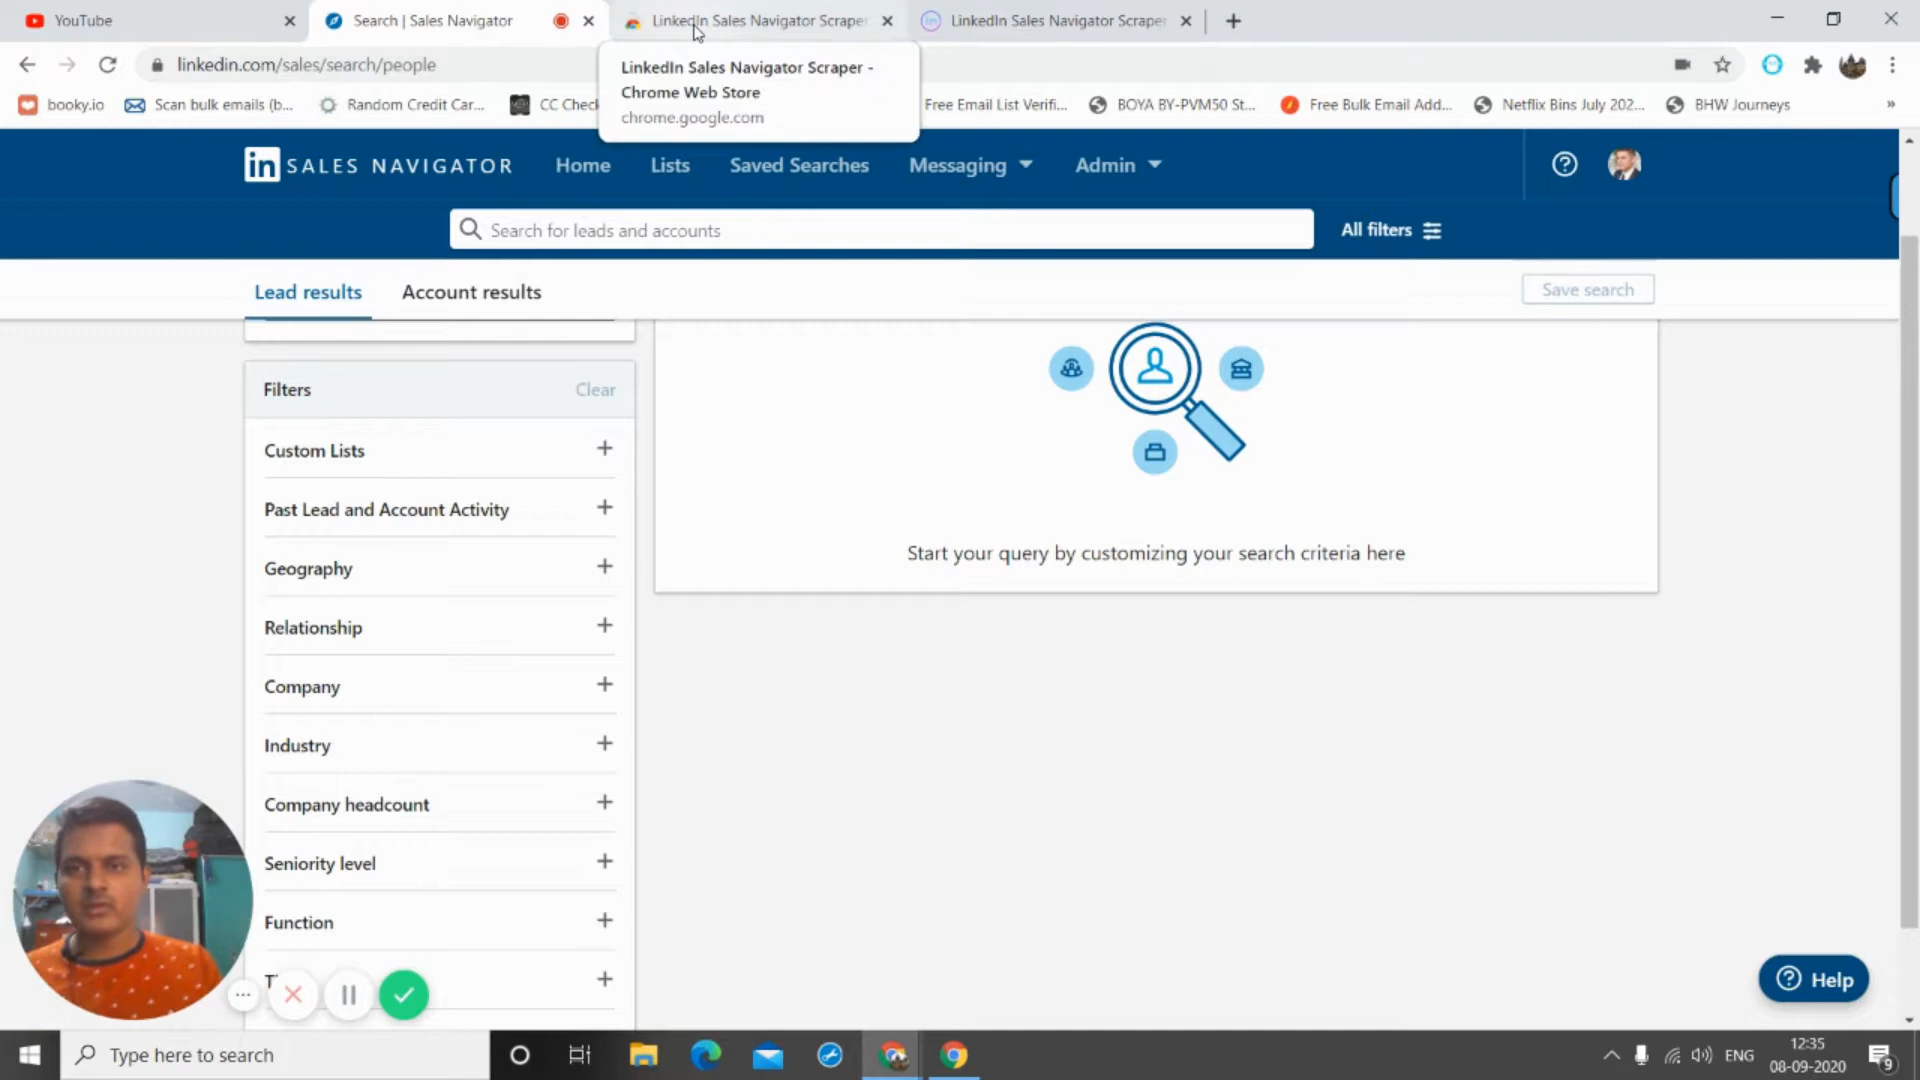 YouTube
Search | Sales Navigator
LinkedIn Sales Navigator Scraper
LinkedIn Sales Navigator Scraper
linkedin.com/sales/search/people
LinkedIn Sales Navigator Scraper -
Chrome Web Store
chrome.google.com
booky.io
Scan bulk emails (b...
Random Credit Car...
CC Check
Free Email List Verifi...
BOYA BY-PVM50 St...
Free Bulk Email Add...
Netflix Bins July 202...
BHW Journeys
»
in SALES NAVIGATOR
Home
Lists
Saved Searches
Messaging
Admin
Search for leads and accounts
All filters
Lead results
Account results
Save search
Filters
Clear
Custom Lists
Past Lead and Account Activity
Geography
Relationship
Company
Industry
Company headcount
Seniority level
Function
Start your query by customizing your search criteria here
Help
Type here to search
ENG
12:35
08-09-2020
9